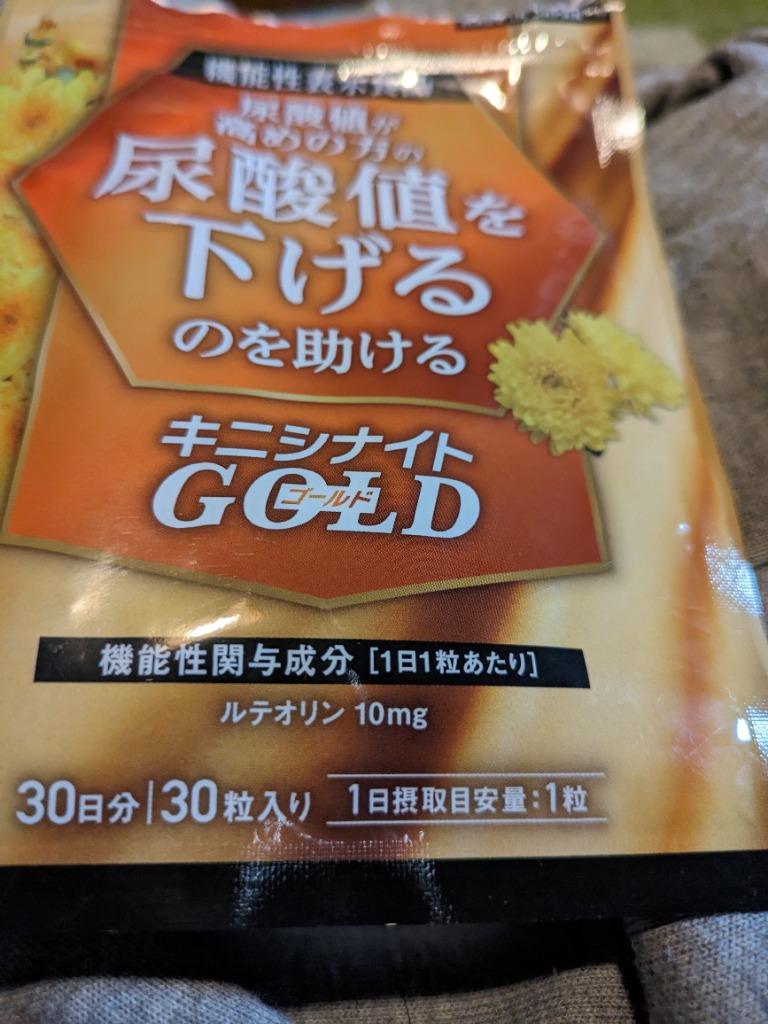 機能性表示食品
尿酸値が
高めの方の
尿酸値を
下げる
のを助ける
キニシナイト
GOLD
ゴールド
機能性関与成分 [1日1粒あたり]
ルテオリン 10mg
30日分|30粒入り
1日摂取目安量:1粒